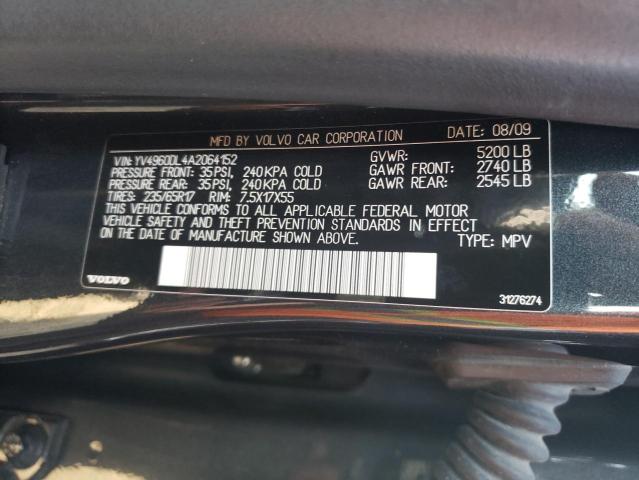 MFD BY VOLVO CAR CORPORATION DATE: 08/09
VIN: YV4960DL4A2064152 GVWR: 5200 LB
PRESSURE FRONT: 35 PSI, 240 KPA COLD GAWR FRONT: 2740 LB
PRESSURE REAR: 35 PSI, 240 KPA COLD GAWR REAR: 2545 LB
TIRES: 235/65R17 RIM: 7.5X17X55
THIS VEHICLE CONFORMS TO ALL APPLICABLE FEDERAL MOTOR
VEHICLE SAFETY AND THEFT PREVENTION STANDARDS IN EFFECT
ON THE DATE OF MANUFACTURE SHOWN ABOVE. TYPE: MPV
VOLVO 31276274